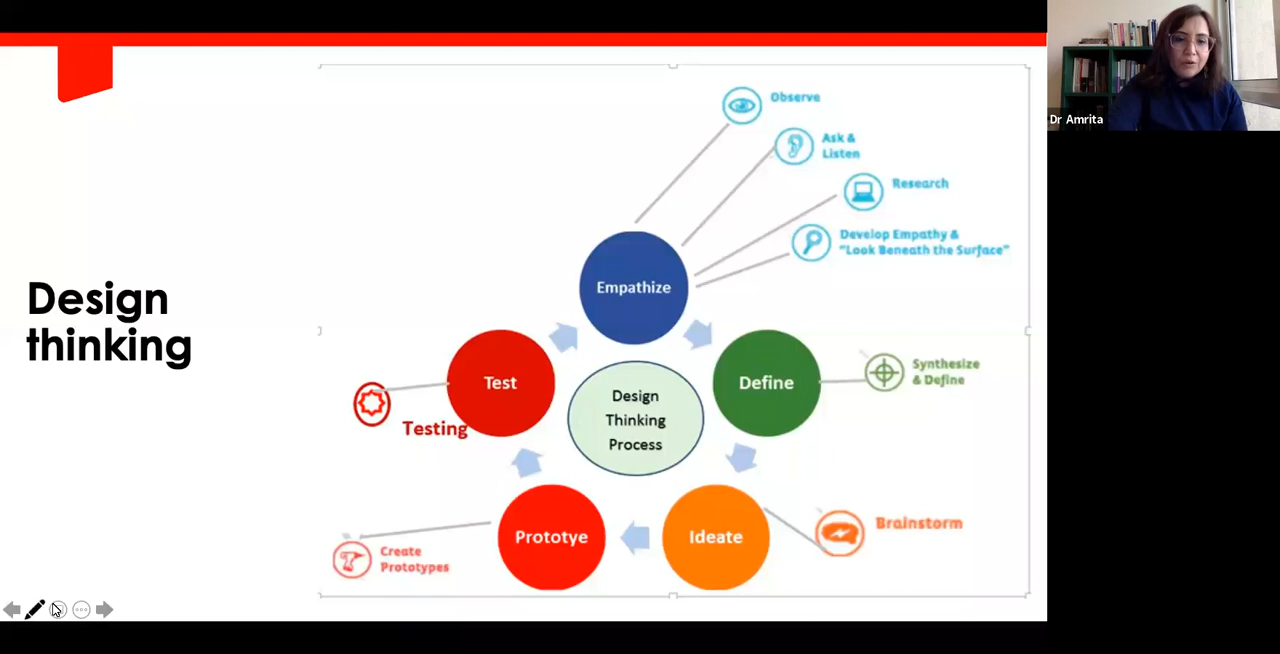 Design
thinking
Observe
Ask &
Listen
Research
Develop Empathy &
"Look Beneath the Surface"
Empathize
Define
Synthesize
& Define
Ideate
Brainstorm
Prototye
Create
Prototypes
Test
Testing
Design
Thinking
Process
Dr Amrita